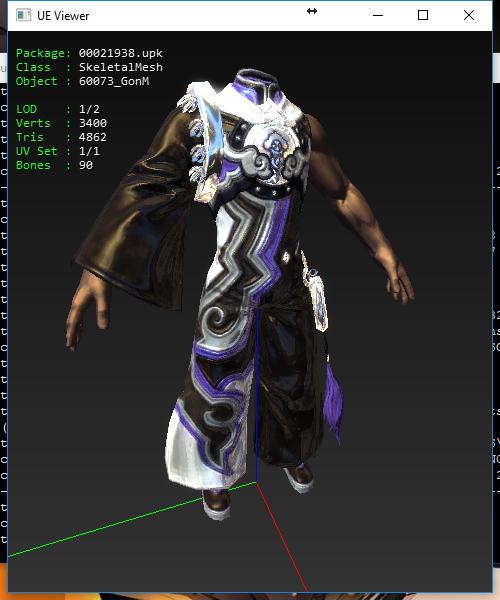 UE Viewer
Package: 00021938.upk
Class : SkeletalMesh
Object : 60073_GonM
LOD : 1/2
Verts : 3400
Tris : 4862
UV Set : 1/1
Bones : 90